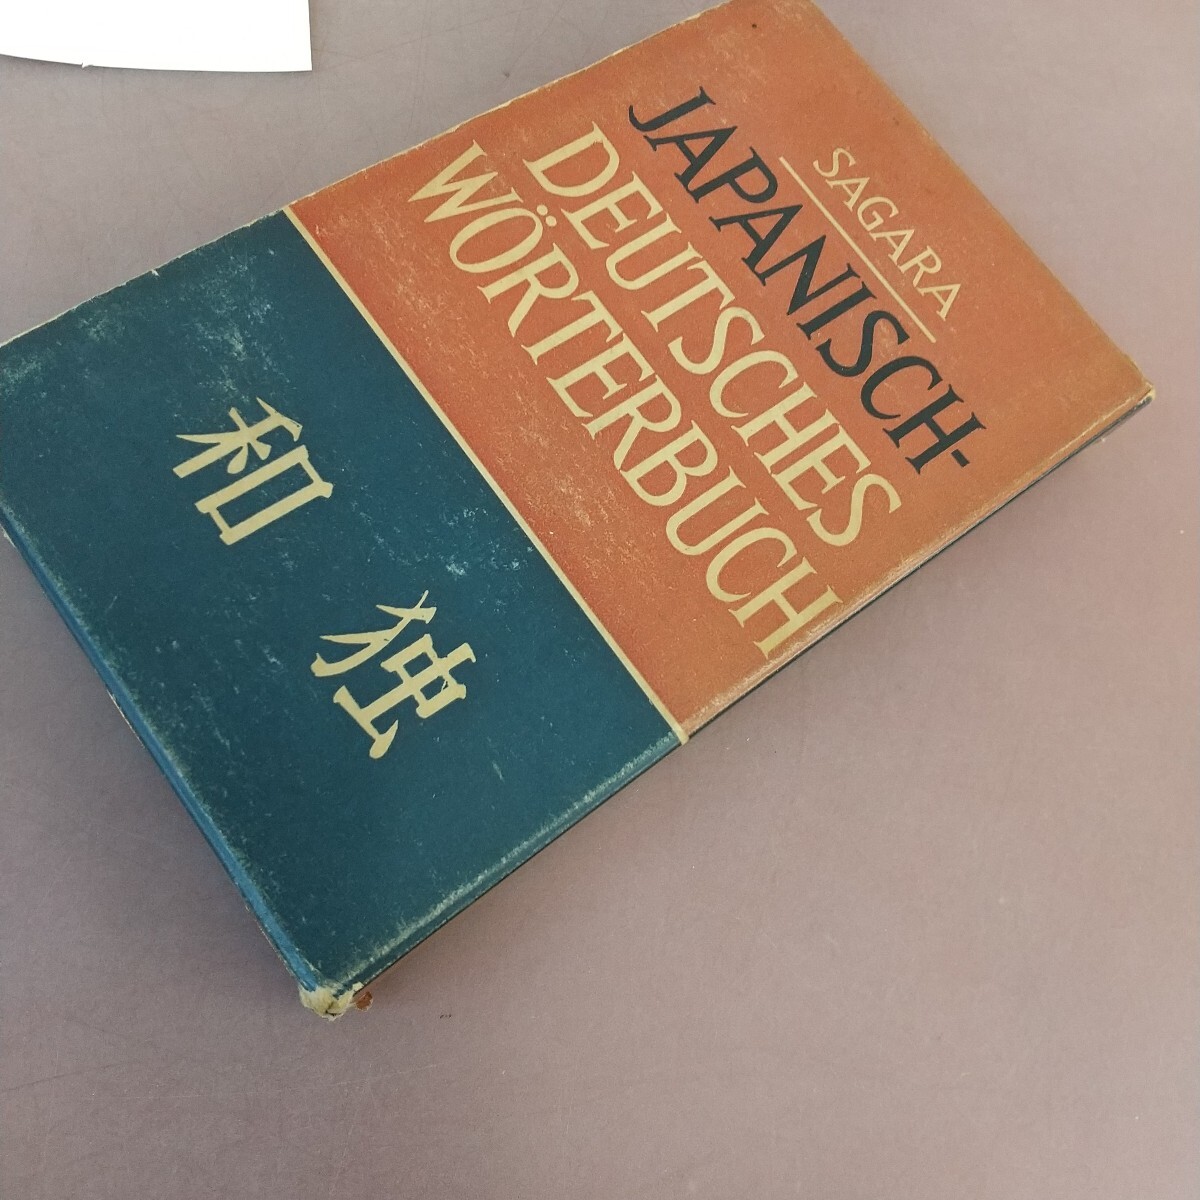 SAGARA
JAPANISCH-
DEUTSCHES
WÖRTERBUCH
和独